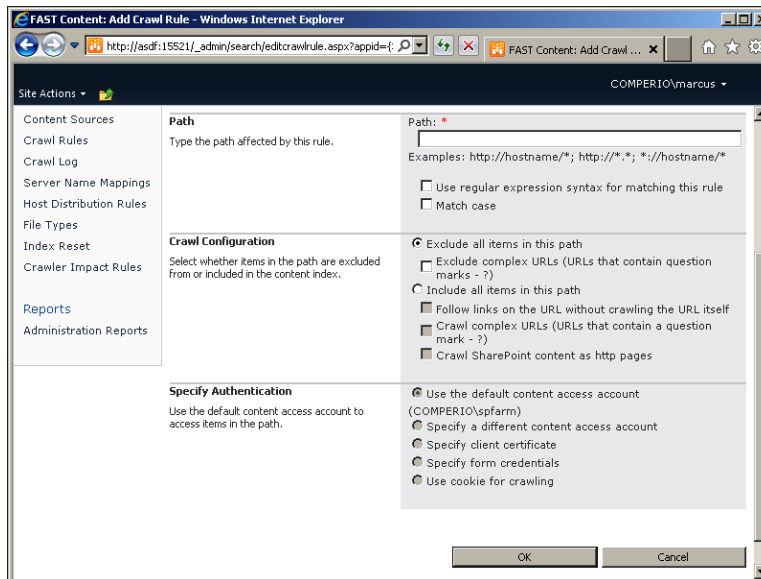 FAST Content: Add Crawl Rule - Windows Internet Explorer
http://asdf:15521/_admin/search/editcrawlrule.aspx?appid={
FAST Content: Add Crawl ...
COMPERIO\marcus
Site Actions
Content Sources
Crawl Rules
Crawl Log
Server Name Mappings
Host Distribution Rules
File Types
Index Reset
Crawler Impact Rules
Reports
Administration Reports
Path
Type the path affected by this rule.
Path: *
Examples: http://hostname/*; http://*.*; *://hostname/*
Use regular expression syntax for matching this rule
Match case
Crawl Configuration
Select whether items in the path are excluded
from or included in the content index.
Exclude all items in this path
Exclude complex URLs (URLs that contain question
marks - ?)
Include all items in this path
Follow links on the URL without crawling the URL itself
Crawl complex URLs (URLs that contain a question
mark - ?)
Crawl SharePoint content as http pages
Specify Authentication
Use the default content access account to
access items in the path.
Use the default content access account
(COMPERIO\spfarm)
Specify a different content access account
Specify client certificate
Specify form credentials
Use cookie for crawling
OK
Cancel